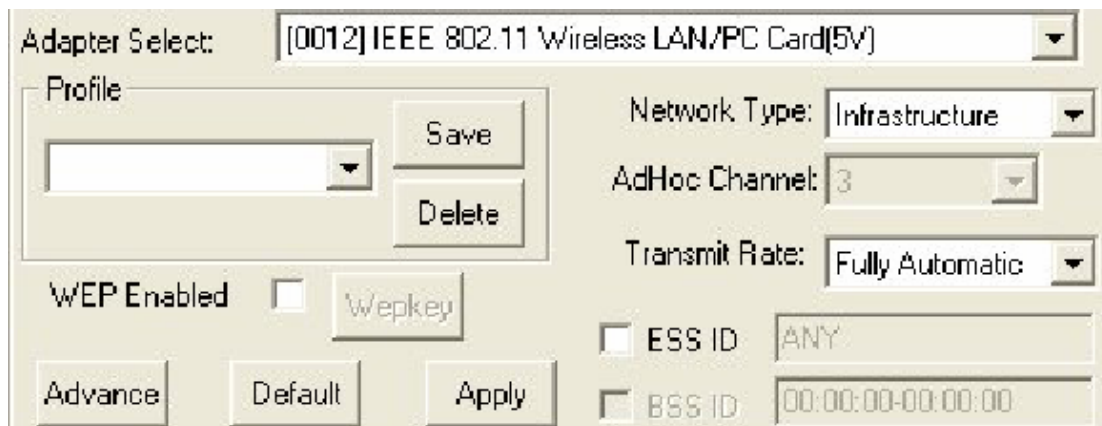 Adapter Select: [0012] IEEE 802.11 Wireless LAN/PC Card(5V)
Profile
Save
Delete
Network Type: Infrastructure
AdHoc Channel: 3
Transmit Rate: Fully Automatic
WEP Enabled Wepkey
ESS ID ANY
BSS ID 00:00:00-00:00:00
Advance Default Apply